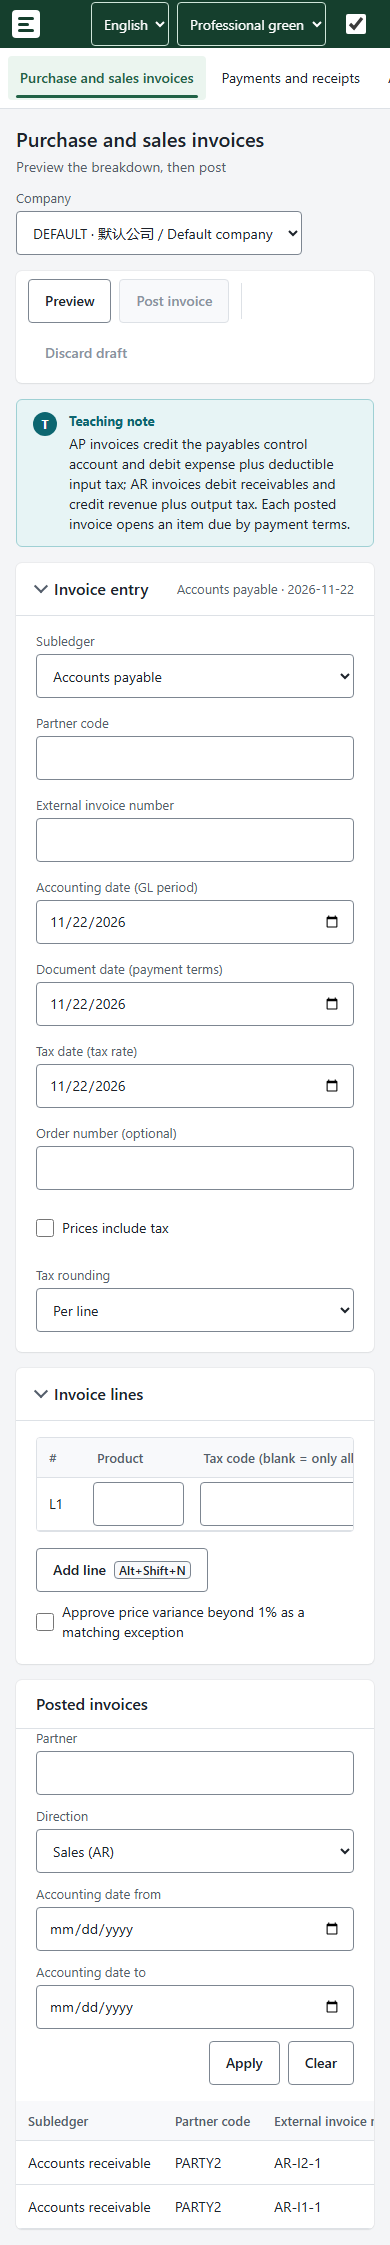 English Professional green
Purchase and sales invoices Payments and receipts
Purchase and sales invoices
Preview the breakdown, then post
Company
DEFAULT · 默认公司 / Default company
Preview Post invoice
Discard draft
T Teaching note
AP invoices credit the payables control
account and debit expense plus deductible
input tax; AR invoices debit receivables and
credit revenue plus output tax. Each posted
invoice opens an item due by payment terms.
Invoice entry Accounts payable · 2026-11-22
Subledger
Accounts payable
Partner code
External invoice number
Accounting date (GL period)
11/22/2026
Document date (payment terms)
11/22/2026
Tax date (tax rate)
11/22/2026
Order number (optional)
Prices include tax
Tax rounding
Per line
Invoice lines
# Product Tax code (blank = only all
L1
Add line Alt+Shift+N
Approve price variance beyond 1% as a
matching exception
Posted invoices
Partner
Direction
Sales (AR)
Accounting date from
mm/dd/yyyy
Accounting date to
mm/dd/yyyy
Apply Clear
Subledger Partner code External invoice
Accounts receivable PARTY2 AR-I2-1
Accounts receivable PARTY2 AR-I1-1